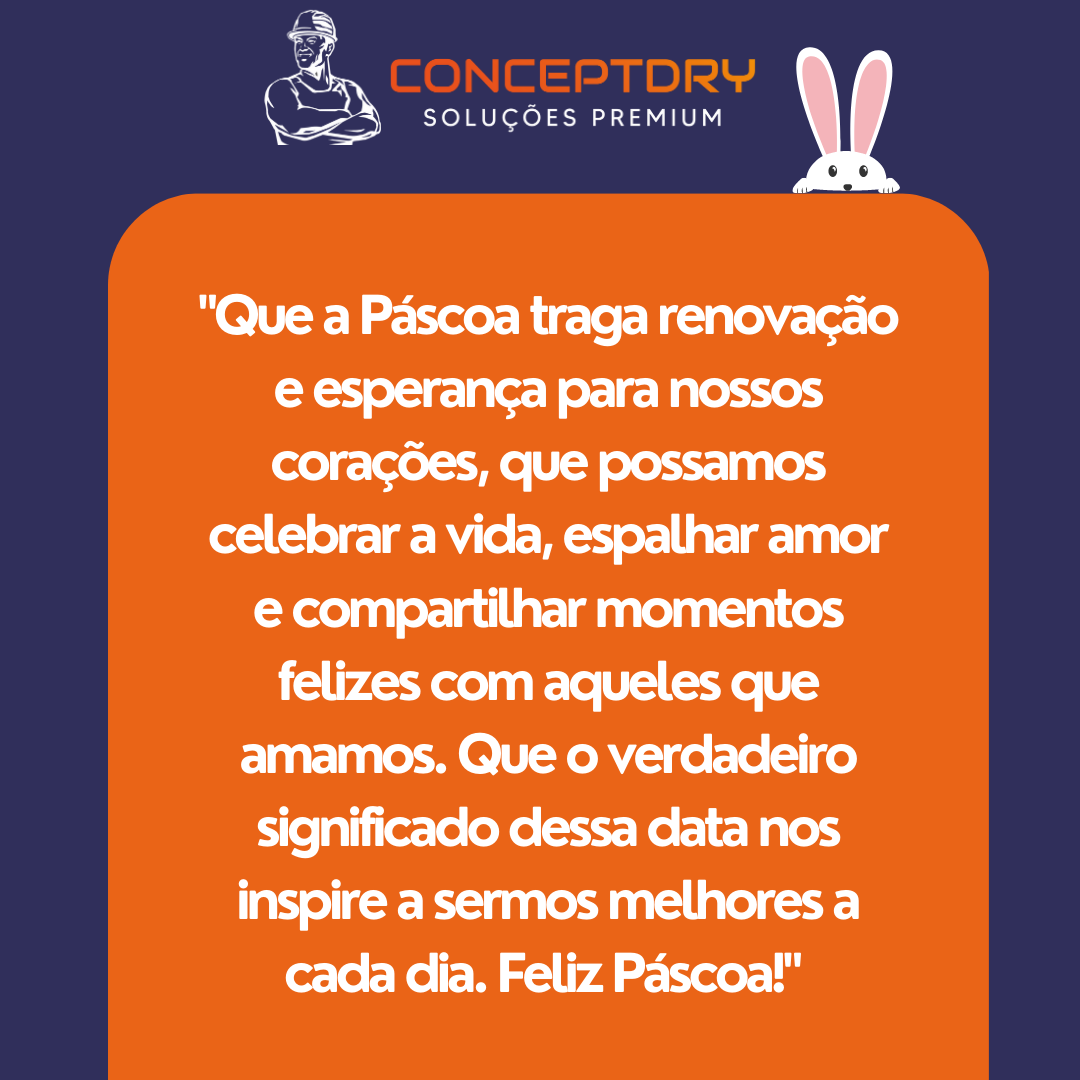 CONCEPTDRY
SOLUÇÕES PREMIUM
"Que a Páscoa traga renovação
e esperança para nossos
corações, que possamos
celebrar a vida, espalhar amor
e compartilhar momentos
felizes com aqueles que
amamos. Que o verdadeiro
significado dessa data nos
inspire a sermos melhores a
cada dia. Feliz Páscoa!"